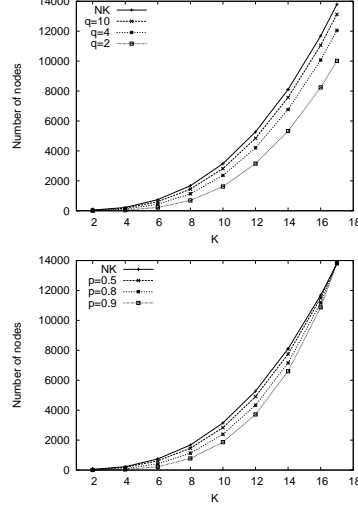 Number of nodes
14000
12000
10000
8000
6000
4000
2000
0
NK
q=10
q=4
q=2
2 4 6 8 10 12 14 16 18
K
Number of nodes
14000
12000
10000
8000
6000
4000
2000
0
NK
p=0.5
p=0.8
p=0.9
2 4 6 8 10 12 14 16 18
K